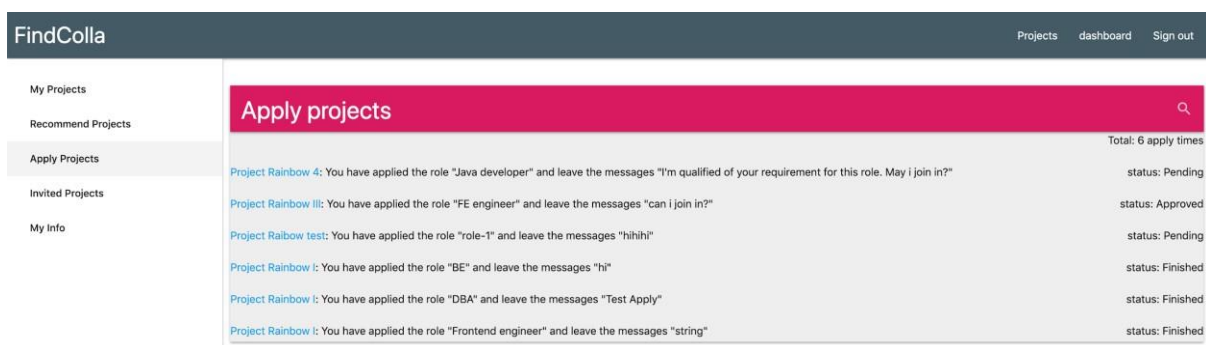 FindColla
Projects dashboard Sign out
My Projects
Recommend Projects
Apply Projects
Invited Projects
My Info
Apply projects
Total: 6 apply times
Project Rainbow 4: You have applied the role "Java developer" and leave the messages "I'm qualified of your requirement for this role. May i join in?" status: Pending
Project Rainbow III: You have applied the role "FE engineer" and leave the messages "can i join in?" status: Approved
Project Raibow test: You have applied the role "role-1" and leave the messages "hihihi" status: Pending
Project Rainbow I: You have applied the role "BE" and leave the messages "hi" status: Finished
Project Rainbow I: You have applied the role "DBA" and leave the messages "Test Apply" status: Finished
Project Rainbow I: You have applied the role "Frontend engineer" and leave the messages "string" status: Finished